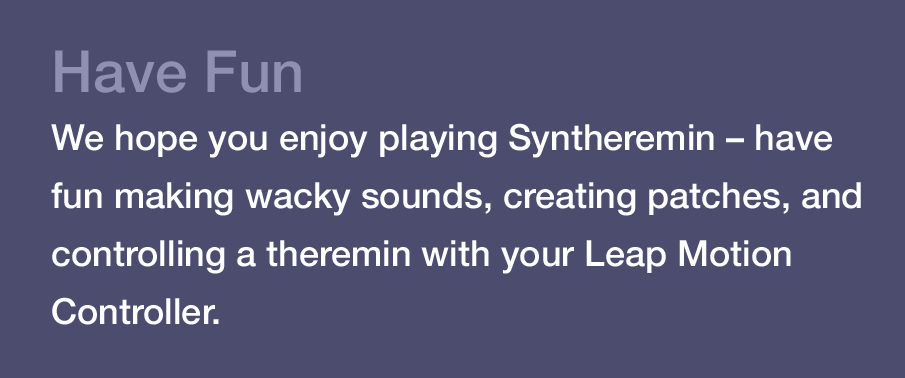 Have Fun
We hope you enjoy playing Syntheremin – have
fun making wacky sounds, creating patches, and
controlling a theremin with your Leap Motion
Controller.